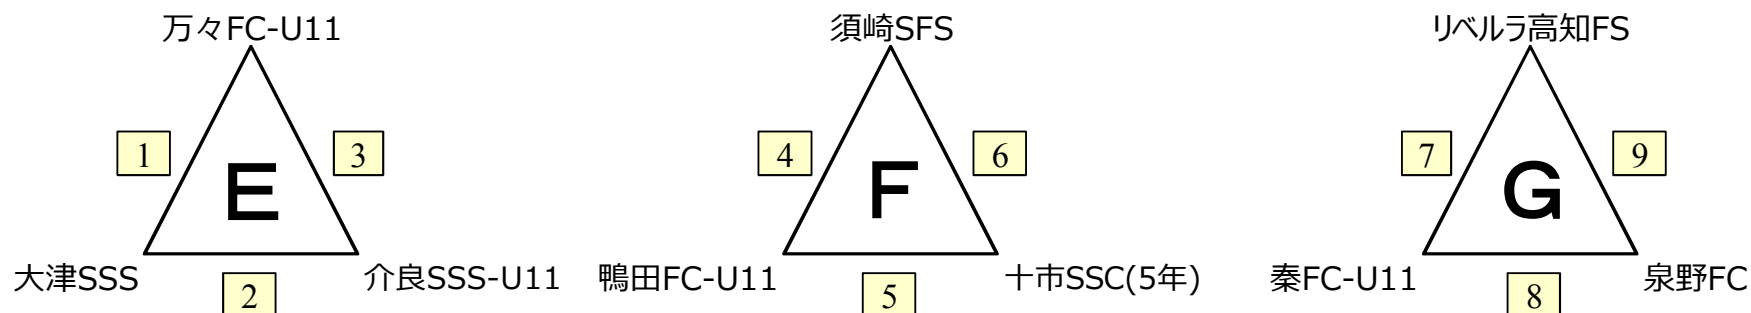 万々FC-U11 須崎SFS リベルラ高知FS
1 3 4 6 7 9
E F G
大津SSS 介良SSS-U11 鴨田FC-U11 十市SSC(5年) 秦FC-U11 泉野FC
2 5 8